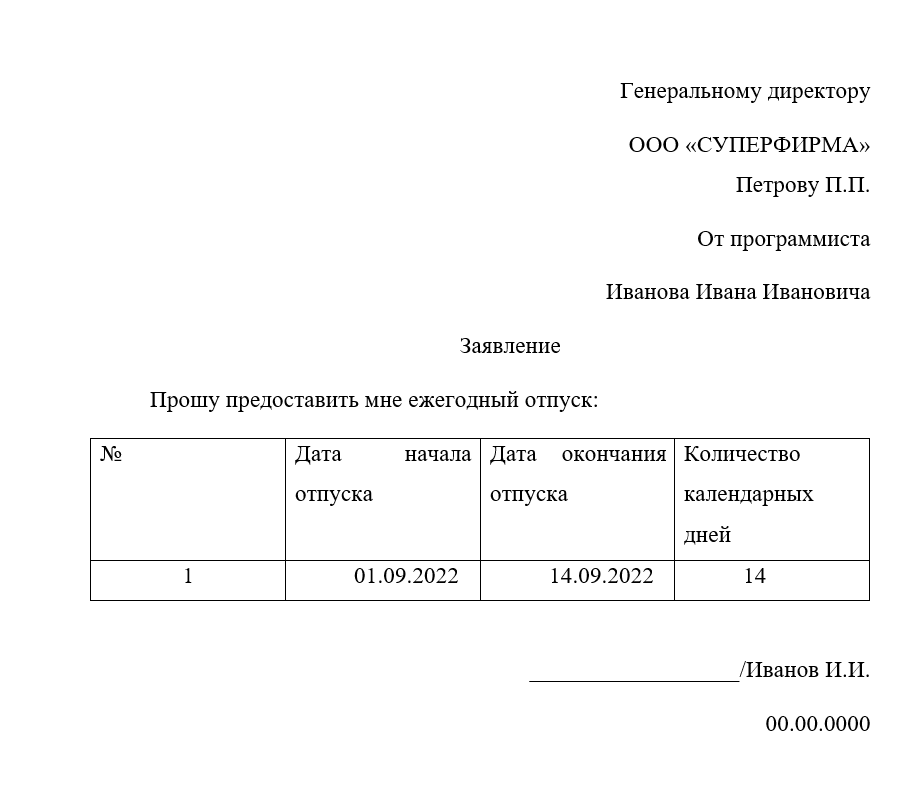 Генеральному директору
ООО «СУПЕРФИРМА»
Петрову П.П.
От программиста
Иванова Ивана Ивановича
Заявление
Прошу предоставить мне ежегодный отпуск:
№
Дата начала
отпуска
Дата окончания
отпуска
Количество
календарных
дней
1
01.09.2022
14.09.2022
14
___________________/Иванов И.И.
00.00.0000